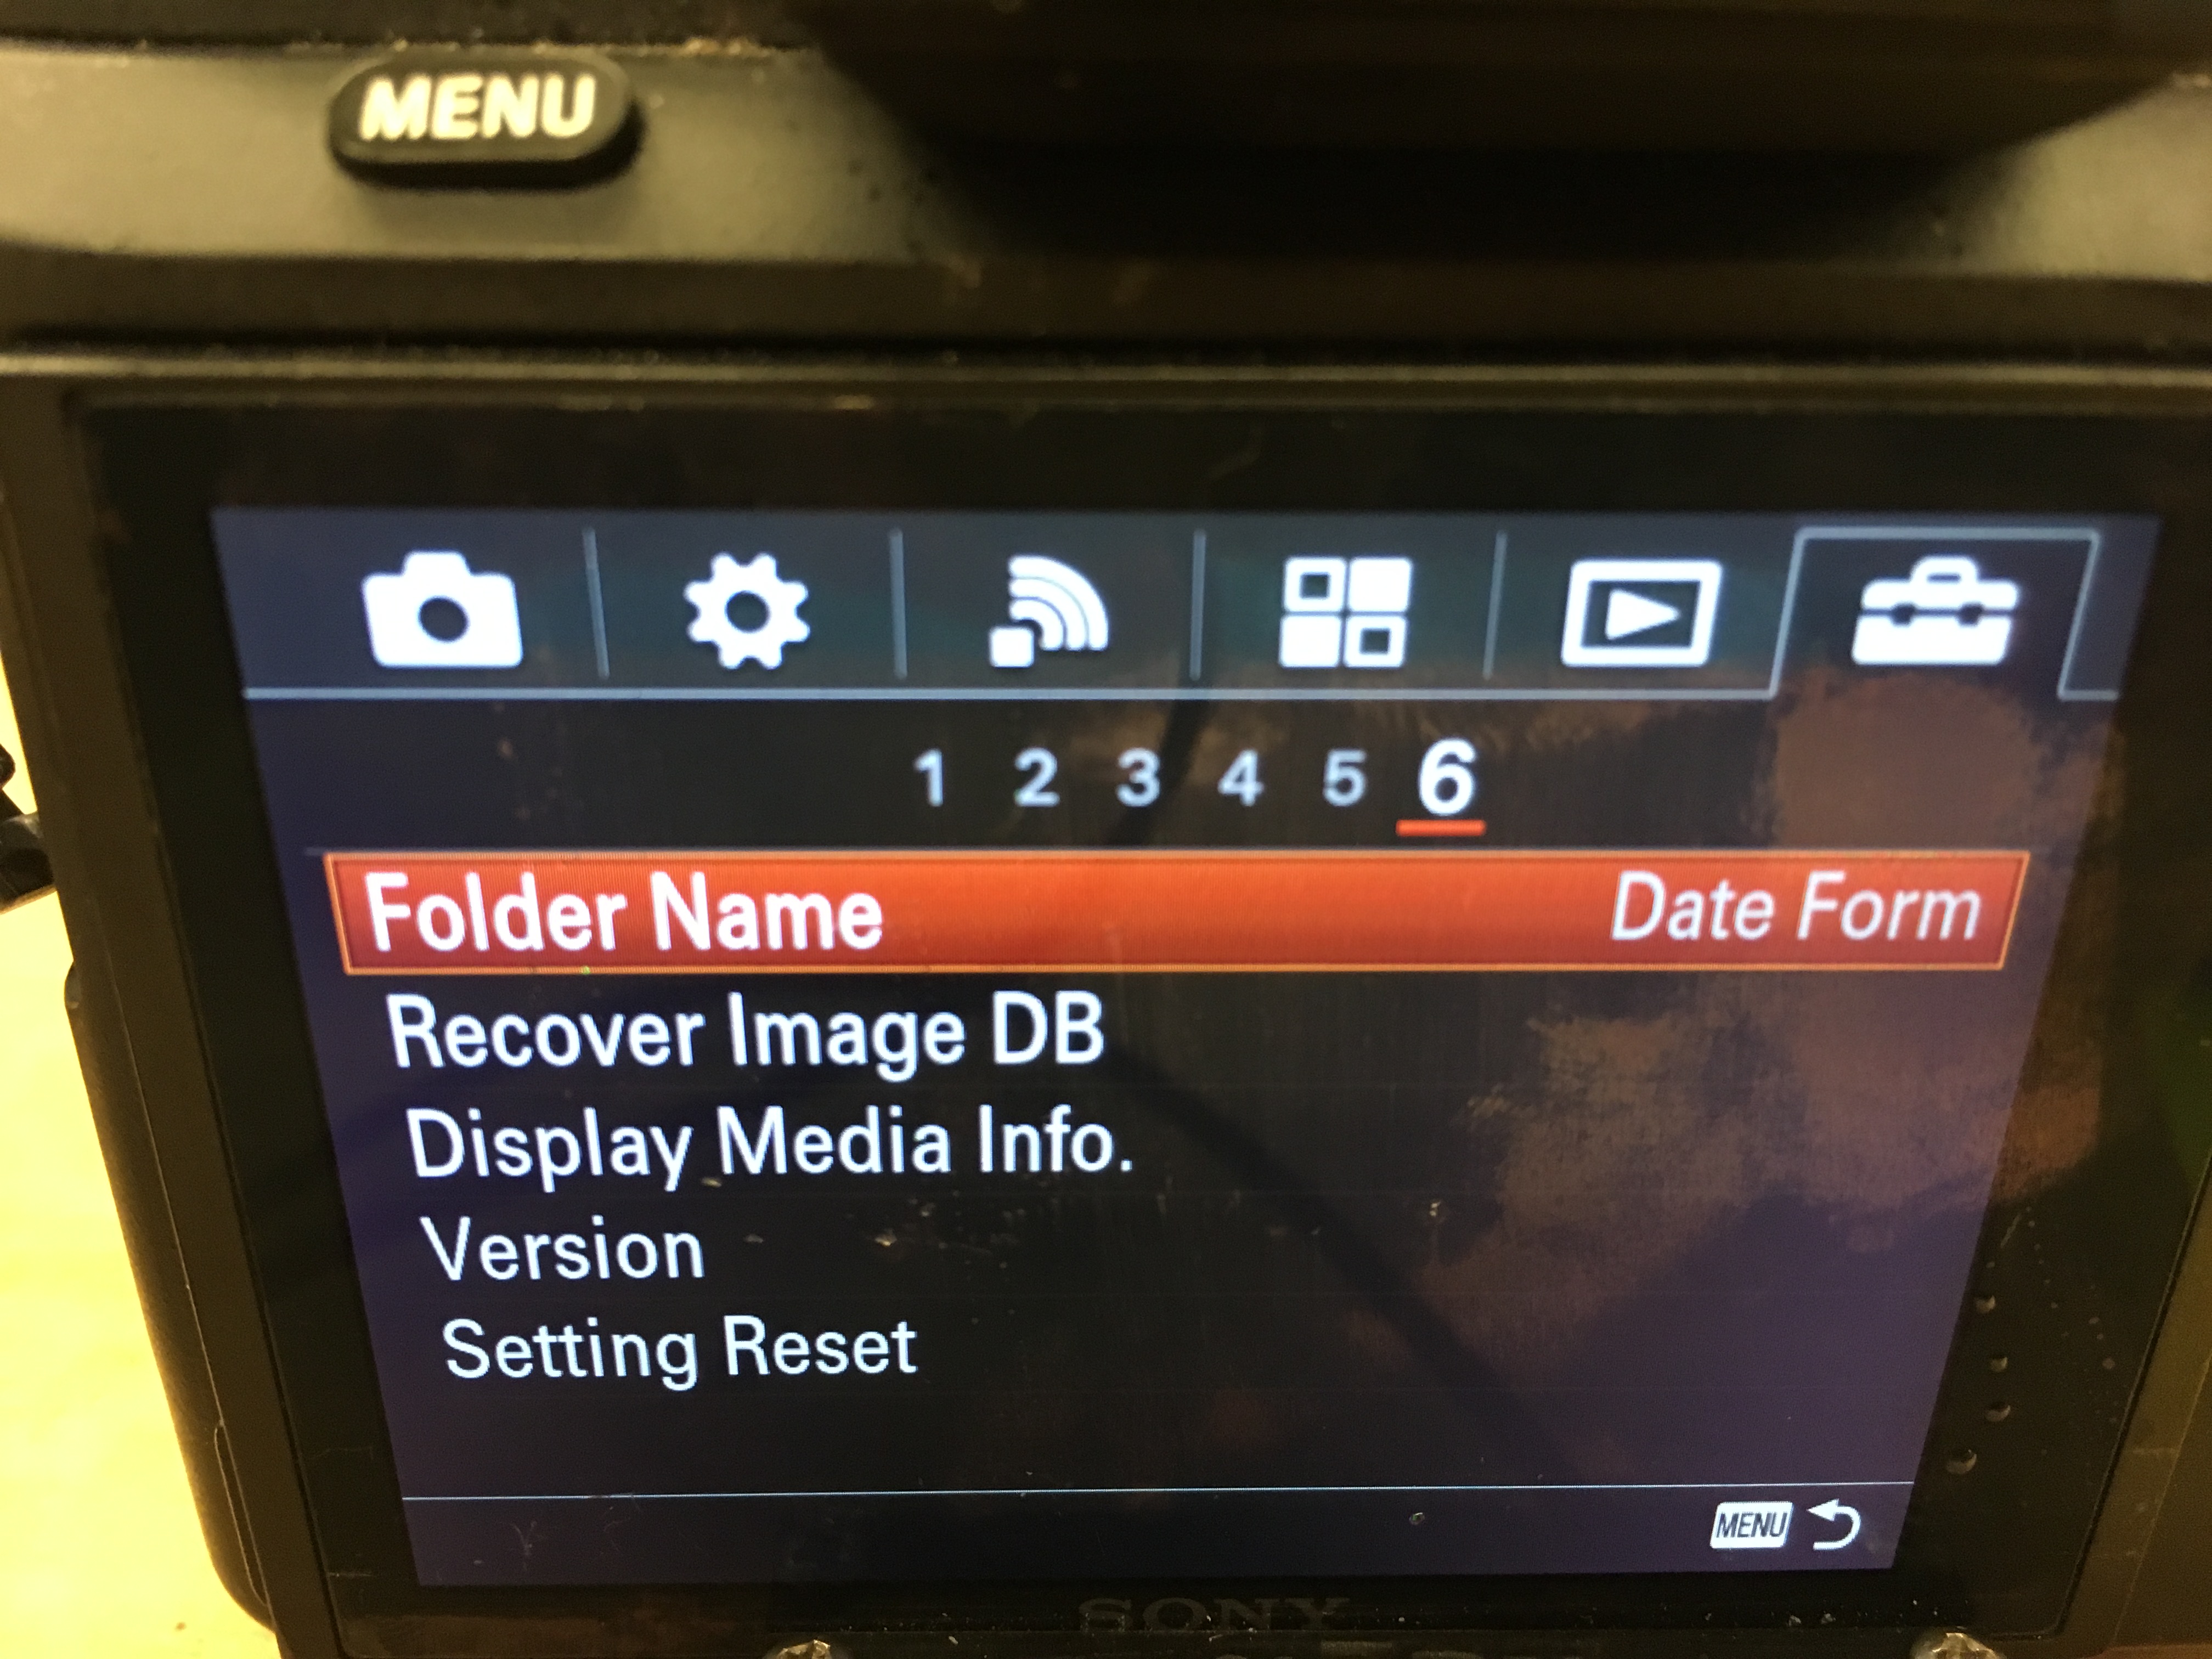 MENU
1 2 3 4 5 6
Folder Name Date Form
Recover Image DB
Display Media Info.
Version
Setting Reset
MENU
SONY